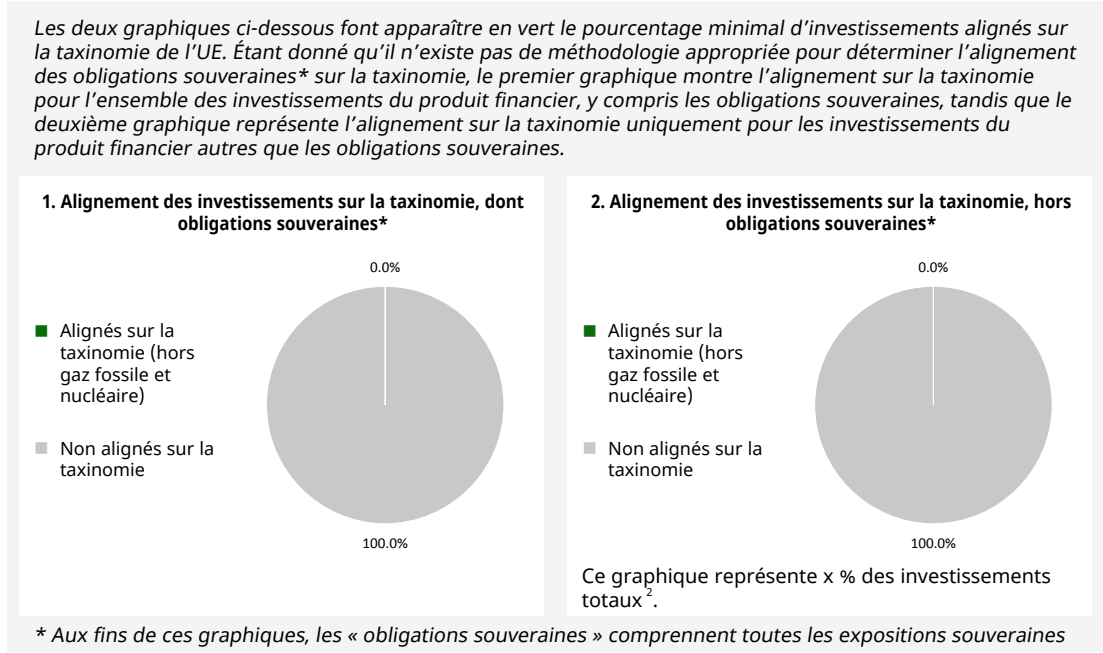 Les deux graphiques ci-dessous font apparaître en vert le pourcentage minimal d’investissements alignés sur
la taxinomie de l’UE. Étant donné qu’il n’existe pas de méthodologie appropriée pour déterminer l’alignement
des obligations souveraines* sur la taxinomie, le premier graphique montre l’alignement sur la taxinomie
pour l’ensemble des investissements du produit financier, y compris les obligations souveraines, tandis que le
deuxième graphique représente l’alignement sur la taxinomie uniquement pour les investissements du
produit financier autres que les obligations souveraines.
1. Alignement des investissements sur la taxinomie, dont
obligations souveraines*
0.0%
Alignés sur la
taxinomie (hors
gaz fossile et
nucléaire)
Non alignés sur la
taxinomie
100.0%
2. Alignement des investissements sur la taxinomie, hors
obligations souveraines*
0.0%
Alignés sur la
taxinomie (hors
gaz fossile et
nucléaire)
Non alignés sur la
taxinomie
100.0%
Ce graphique représente x % des investissements
totaux ².
* Aux fins de ces graphiques, les « obligations souveraines » comprennent toutes les expositions souveraines